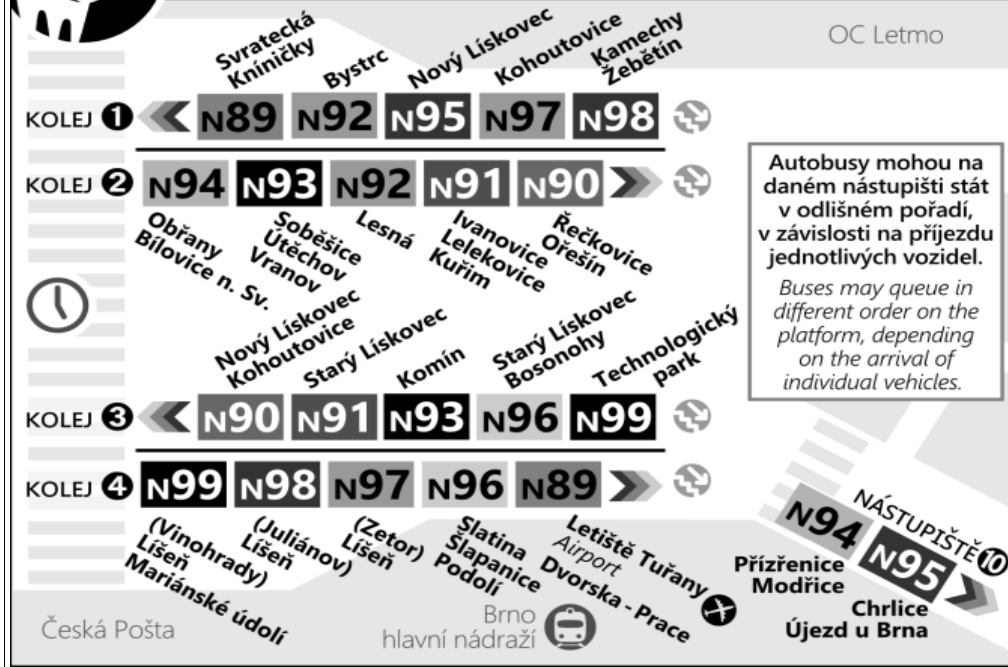 OC Letmo
Svratecká
Kníničky
Bystrc
Nový Lískovec
Kohoutovice
Kamechy
Žebětín
KOLEJ 1 N89 N92 N95 N97 N98
KOLEJ 2 N94 N93 N92 N91 N90
Obřany
Bílovice n. Sv.
Soběšice
Útěchov
Vranov
Lesná
Ivanovice
Lelekovice
Kuřim
Řečkovice
Ořešín
Autobusy mohou na
daném nástupišti stát
v odlišném pořadí,
v závislosti na příjezdu
jednotlivých vozidel.
Buses may queue in
different order on the
platform, depending
on the arrival of
individual vehicles.
Nový Lískovec
Kohoutovice
Starý Lískovec
Komín
Starý Lískovec
Bosonohy
Technologický
park
KOLEJ 3 N90 N91 N93 N96 N99
KOLEJ 4 N99 N98 N97 N96 N89
(Vinohrady)
Líšeň
Mariánské údolí
(Juliánov)
Líšeň
(Zetor)
Líšeň
Slatina
Šlapanice
Podolí
Letiště Tuřany
Airport
Dvorska - Prace
NÁSTUPIŠTĚ 10
N94 N95
Přízřenice
Modřice
Chrlice
Újezd u Brna
Česká Pošta
Brno
hlavní nádraží